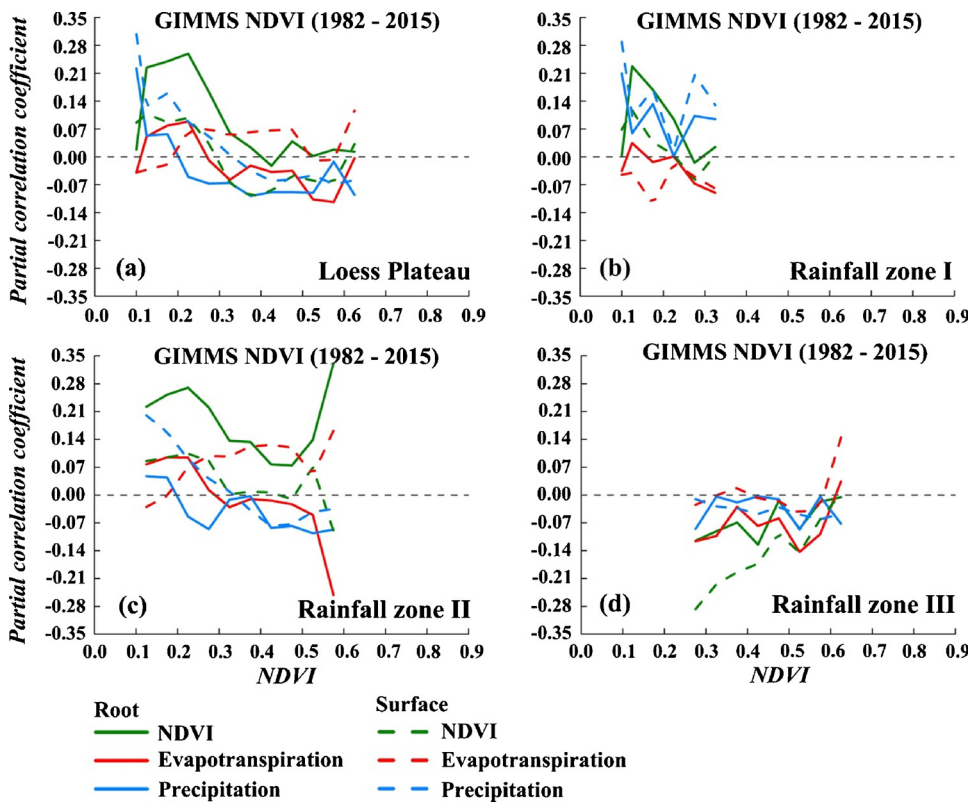 GIMMS NDVI (1982 - 2015)
Partial correlation coefficient
0.35
0.28
0.21
0.14
0.07
0.00
-0.07
-0.14
-0.21
-0.28
-0.35
(a)
Loess Plateau
0.0 0.1 0.2 0.3 0.4 0.5 0.6 0.7 0.8 0.9
GIMMS NDVI (1982 - 2015)
0.35
0.28
0.21
0.14
0.07
0.00
-0.07
-0.14
-0.21
-0.28
-0.35
(b)
Rainfall zone I
0.0 0.1 0.2 0.3 0.4 0.5 0.6 0.7 0.8 0.9
GIMMS NDVI (1982 - 2015)
Partial correlation coefficient
0.35
0.28
0.21
0.14
0.07
0.00
-0.07
-0.14
-0.21
-0.28
-0.35
(c)
Rainfall zone II
0.0 0.1 0.2 0.3 0.4 0.5 0.6 0.7 0.8 0.9
NDVI
GIMMS NDVI (1982 - 2015)
0.35
0.28
0.21
0.14
0.07
0.00
-0.07
-0.14
-0.21
-0.28
-0.35
(d)
Rainfall zone III
0.0 0.1 0.2 0.3 0.4 0.5 0.6 0.7 0.8 0.9
NDVI
Root
NDVI
Evapotranspiration
Precipitation
Surface
NDVI
Evapotranspiration
Precipitation